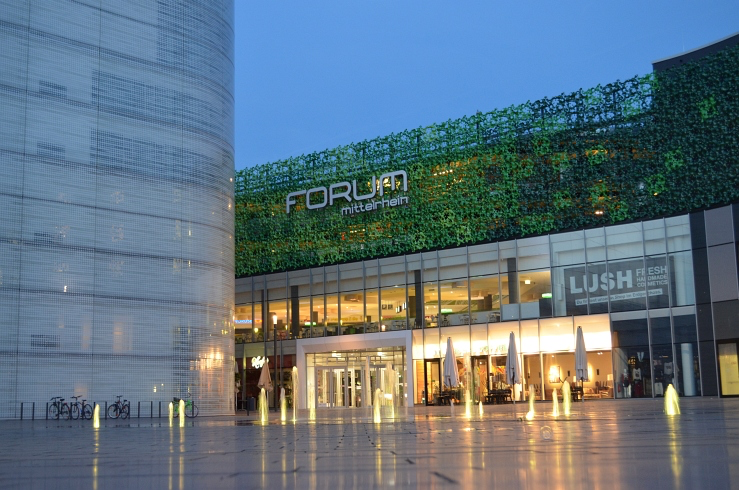 FORUM
mittelrhein
LUSH
FRESH
HANDMADE
COSMETICS